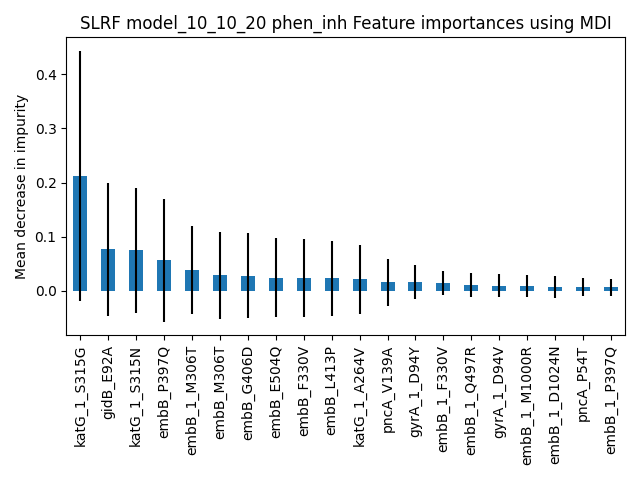 SLRF model_10_10_20 phen_inh Feature importances using MDI
Mean decrease in impurity
0.4
0.3
0.2
0.1
0.0
katG_1_S315G
gidB_E92A
katG_1_S315N
embB_P397Q
embB_1_M306T
embB_M306T
embB_G406D
embB_E504Q
embB_F330V
embB_L413P
katG_1_A264V
pncA_V139A
gyrA_1_D94Y
embB_1_F330V
embB_1_Q497R
gyrA_1_D94V
embB_1_M1000R
embB_1_D1024N
pncA_P54T
embB_1_P397Q